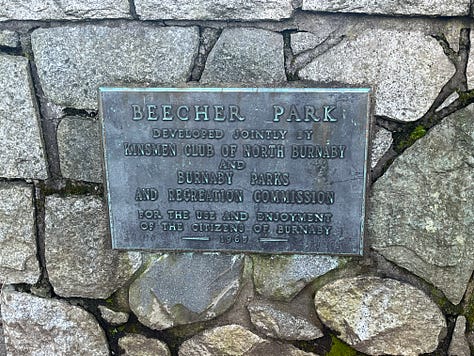 BEECHER PARK
DEVELOPED JOINTLY BY
KINSMEN CLUB OF NORTH BURNABY
AND
BURNABY PARKS
AND RECREATION COMMISSION
FOR THE USE AND ENJOYMENT
OF THE CITIZENS OF BURNABY
1967